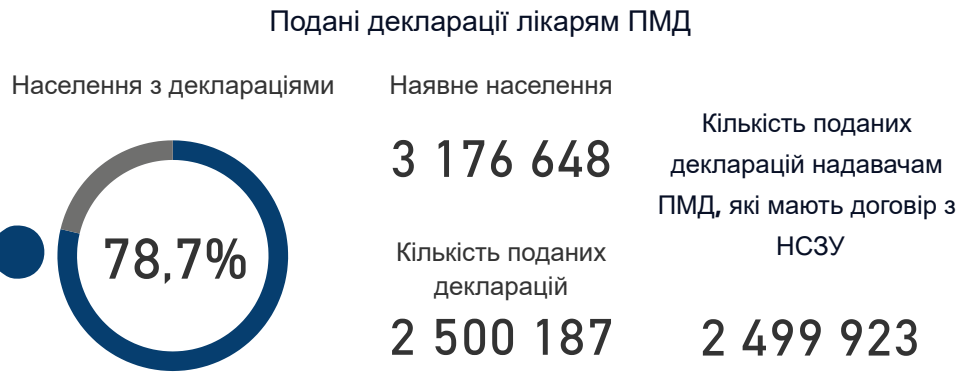 Подані декларації лікарям ПМД
Населення з деклараціями
78,7%
Наявне населення
3 176 648
Кількість поданих
декларацій
2 500 187
Кількість поданих
декларацій надавачам
ПМД, які мають договір з
НСЗУ
2 499 923